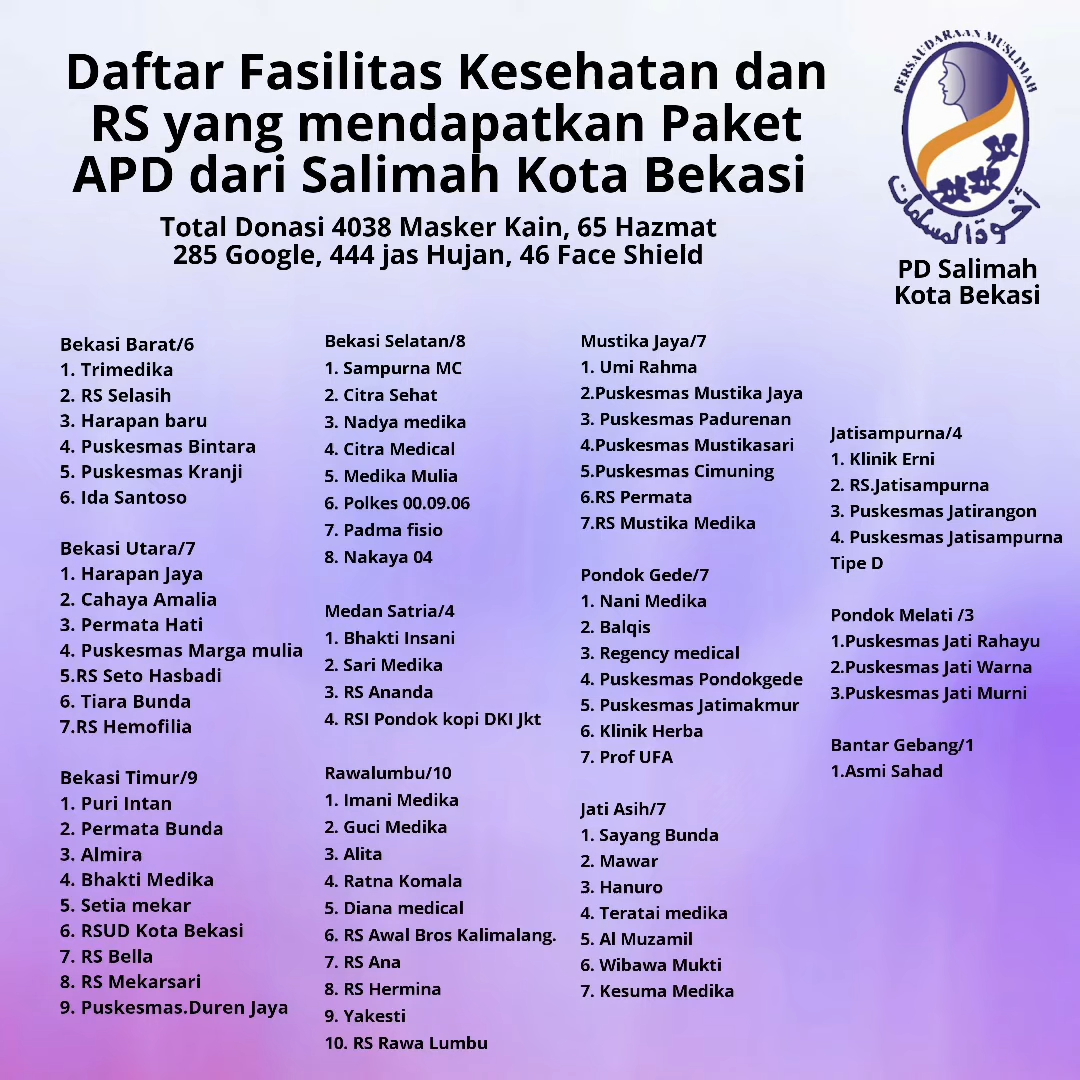 Daftar Fasilitas Kesehatan dan
RS yang mendapatkan Paket
APD dari Salimah Kota Bekasi
Total Donasi 4038 Masker Kain, 65 Hazmat
285 Google, 444 jas Hujan, 46 Face Shield
PERSAUDARAAN MUSLIMAH
أخوة المسلمات
PD Salimah
Kota Bekasi
Bekasi Barat/6
1. Trimedika
2. RS Selasih
3. Harapan baru
4. Puskesmas Bintara
5. Puskesmas Kranji
6. Ida Santoso
Bekasi Utara/7
1. Harapan Jaya
2. Cahaya Amalia
3. Permata Hati
4. Puskesmas Marga mulia
5.RS Seto Hasbadi
6. Tiara Bunda
7.RS Hemofilia
Bekasi Timur/9
1. Puri Intan
2. Permata Bunda
3. Almira
4. Bhakti Medika
5. Setia mekar
6. RSUD Kota Bekasi
7. RS Bella
8. RS Mekarsari
9. Puskesmas.Duren Jaya
Bekasi Selatan/8
1. Sampurna MC
2. Citra Sehat
3. Nadya medika
4. Citra Medical
5. Medika Mulia
6. Polkes 00.09.06
7. Padma fisio
8. Nakaya 04
Medan Satria/4
1. Bhakti Insani
2. Sari Medika
3. RS Ananda
4. RSI Pondok kopi DKI Jkt
Rawalumbu/10
1. Imani Medika
2. Guci Medika
3. Alita
4. Ratna Komala
5. Diana medical
6. RS Awal Bros Kalimalang.
7. RS Ana
8. RS Hermina
9. Yakesti
10. RS Rawa Lumbu
Mustika Jaya/7
1. Umi Rahma
2.Puskesmas Mustika Jaya
3. Puskesmas Padurenan
4.Puskesmas Mustikasari
5.Puskesmas Cimuning
6.RS Permata
7.RS Mustika Medika
Pondok Gede/7
1. Nani Medika
2. Balqis
3. Regency medical
4. Puskesmas Pondokgede
5. Puskesmas Jatimakmur
6. Klinik Herba
7. Prof UFA
Jati Asih/7
1. Sayang Bunda
2. Mawar
3. Hanuro
4. Teratai medika
5. Al Muzamil
6. Wibawa Mukti
7. Kesuma Medika
Jatisampurna/4
1. Klinik Erni
2. RS.Jatisampurna
3. Puskesmas Jatirangon
4. Puskesmas Jatisampurna
Tipe D
Pondok Melati /3
1.Puskesmas Jati Rahayu
2.Puskesmas Jati Warna
3.Puskesmas Jati Murni
Bantar Gebang/1
1.Asmi Sahad